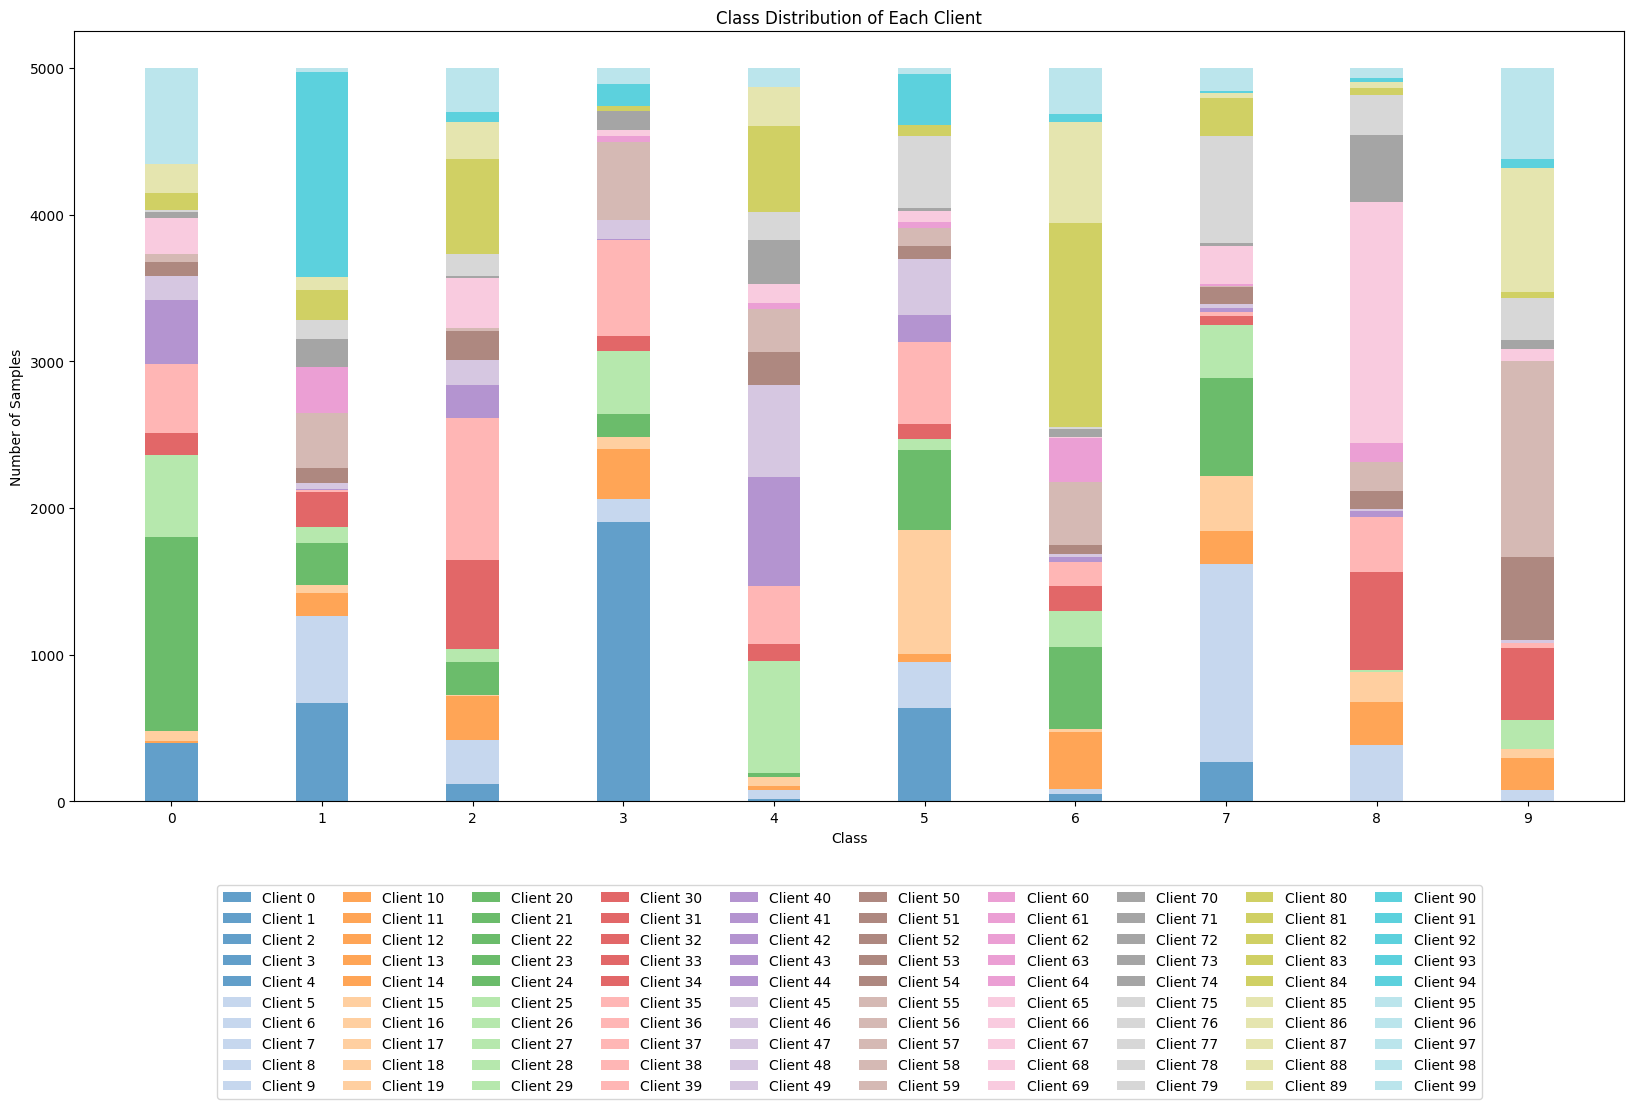 Class Distribution of Each Client
Number of Samples
5000
4000
3000
2000
1000
0
0 1 2 3 4 5 6 7 8 9
Class
Client 0 Client 10 Client 20 Client 30 Client 40 Client 50 Client 60 Client 70 Client 80 Client 90
Client 1 Client 11 Client 21 Client 31 Client 41 Client 51 Client 61 Client 71 Client 81 Client 91
Client 2 Client 12 Client 22 Client 32 Client 42 Client 52 Client 62 Client 72 Client 82 Client 92
Client 3 Client 13 Client 23 Client 33 Client 43 Client 53 Client 63 Client 73 Client 83 Client 93
Client 4 Client 14 Client 24 Client 34 Client 44 Client 54 Client 64 Client 74 Client 84 Client 94
Client 5 Client 15 Client 25 Client 35 Client 45 Client 55 Client 65 Client 75 Client 85 Client 95
Client 6 Client 16 Client 26 Client 36 Client 46 Client 56 Client 66 Client 76 Client 86 Client 96
Client 7 Client 17 Client 27 Client 37 Client 47 Client 57 Client 67 Client 77 Client 87 Client 97
Client 8 Client 18 Client 28 Client 38 Client 48 Client 58 Client 68 Client 78 Client 88 Client 98
Client 9 Client 19 Client 29 Client 39 Client 49 Client 59 Client 69 Client 79 Client 89 Client 99